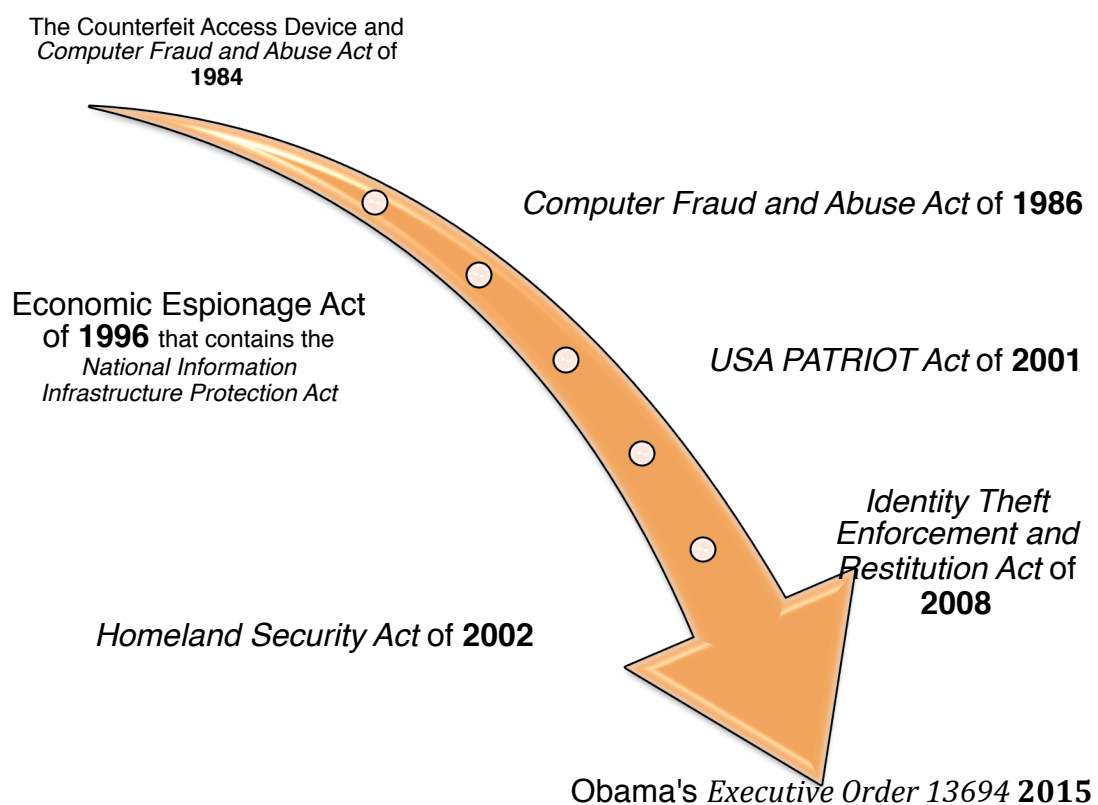 The Counterfeit Access Device and
Computer Fraud and Abuse Act of
1984
Computer Fraud and Abuse Act of 1986
Economic Espionage Act
of 1996 that contains the
National Information
Infrastructure Protection Act
USA PATRIOT Act of 2001
Identity Theft
Enforcement and
Restitution Act of
2008
Homeland Security Act of 2002
Obama's Executive Order 13694 2015